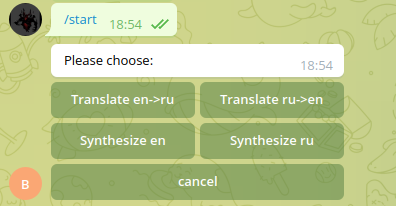 /start
18:54
Please choose:
18:54
Translate en->ru
Translate ru->en
Synthesize en
Synthesize ru
B
cancel